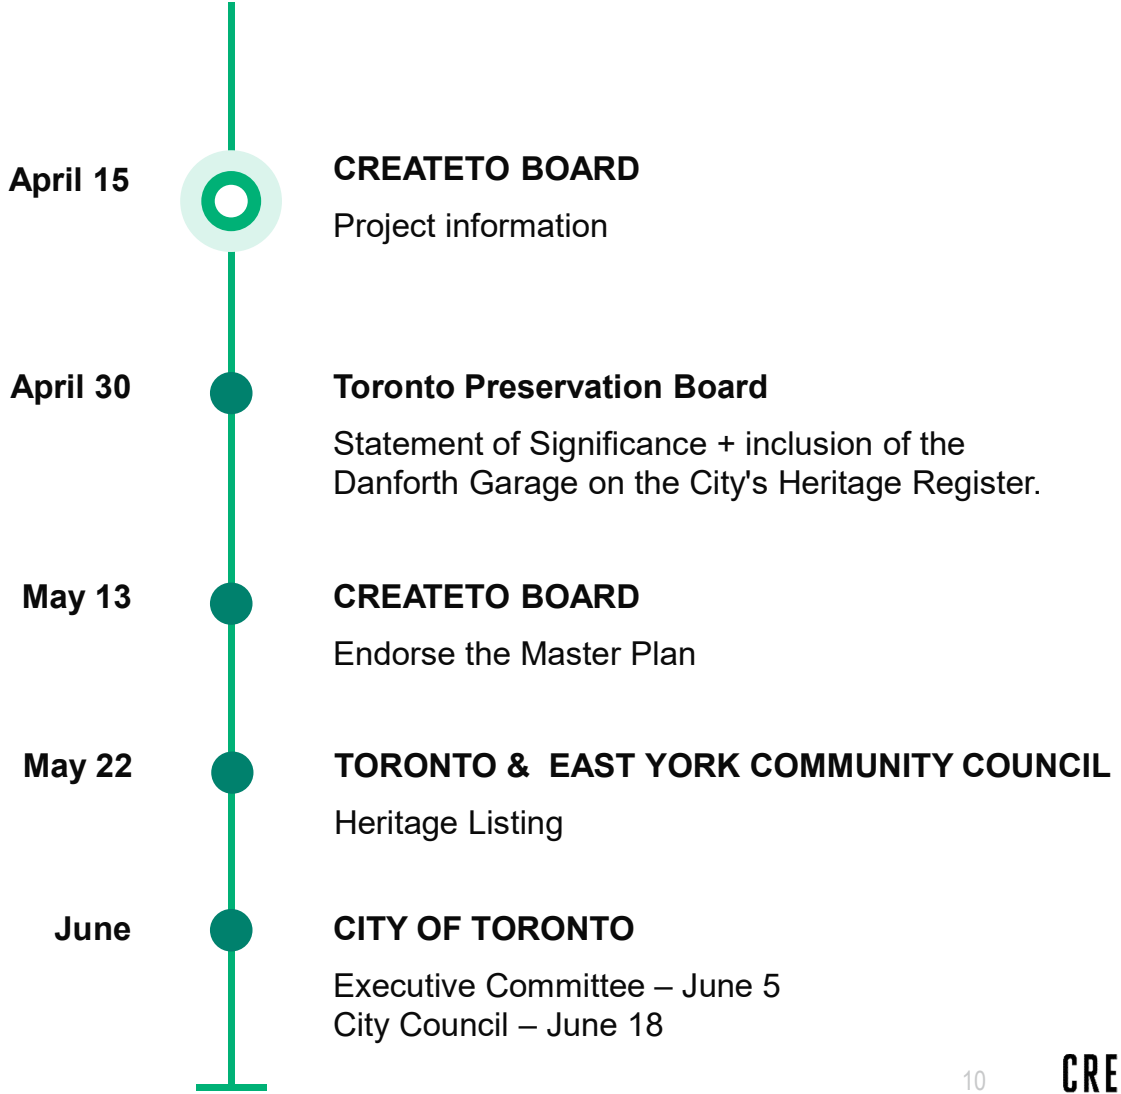 April 15
CREATETO BOARD
Project information
April 30
Toronto Preservation Board
Statement of Significance + inclusion of the
Danforth Garage on the City's Heritage Register.
May 13
CREATETO BOARD
Endorse the Master Plan
May 22
TORONTO &  EAST YORK COMMUNITY COUNCIL
Heritage Listing
June
CITY OF TORONTO
Executive Committee – June 5
City Council – June 18
10
CRE